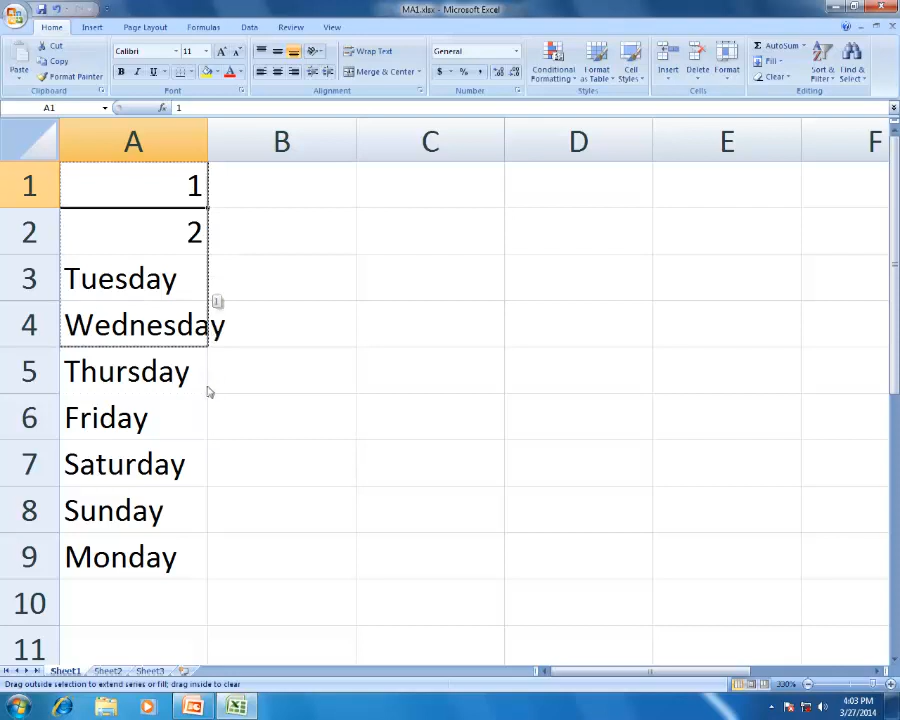 MA1.xlsx - Microsoft Excel
Home Insert Page Layout Formulas Data Review View
Paste Cut Copy Format Painter Clipboard
Calibri 11 A A B I U A Font
Wrap Text Merge & Center Alignment
General $ % , Number
Conditional Formatting Format as Table Cell Styles Styles
Insert Delete Format Cells
Σ AutoSum Fill Clear Sort & Filter Find & Select Editing
A1 fx 1
A B C D E F
1 1
2 2
3 Tuesday
4 Wednesday
5 Thursday
6 Friday
7 Saturday
8 Sunday
9 Monday
10
11
1
Sheet1 Sheet2 Sheet3
Drag outside selection to extend series or fill; drag inside to clear
330%
4:03 PM
3/27/2014